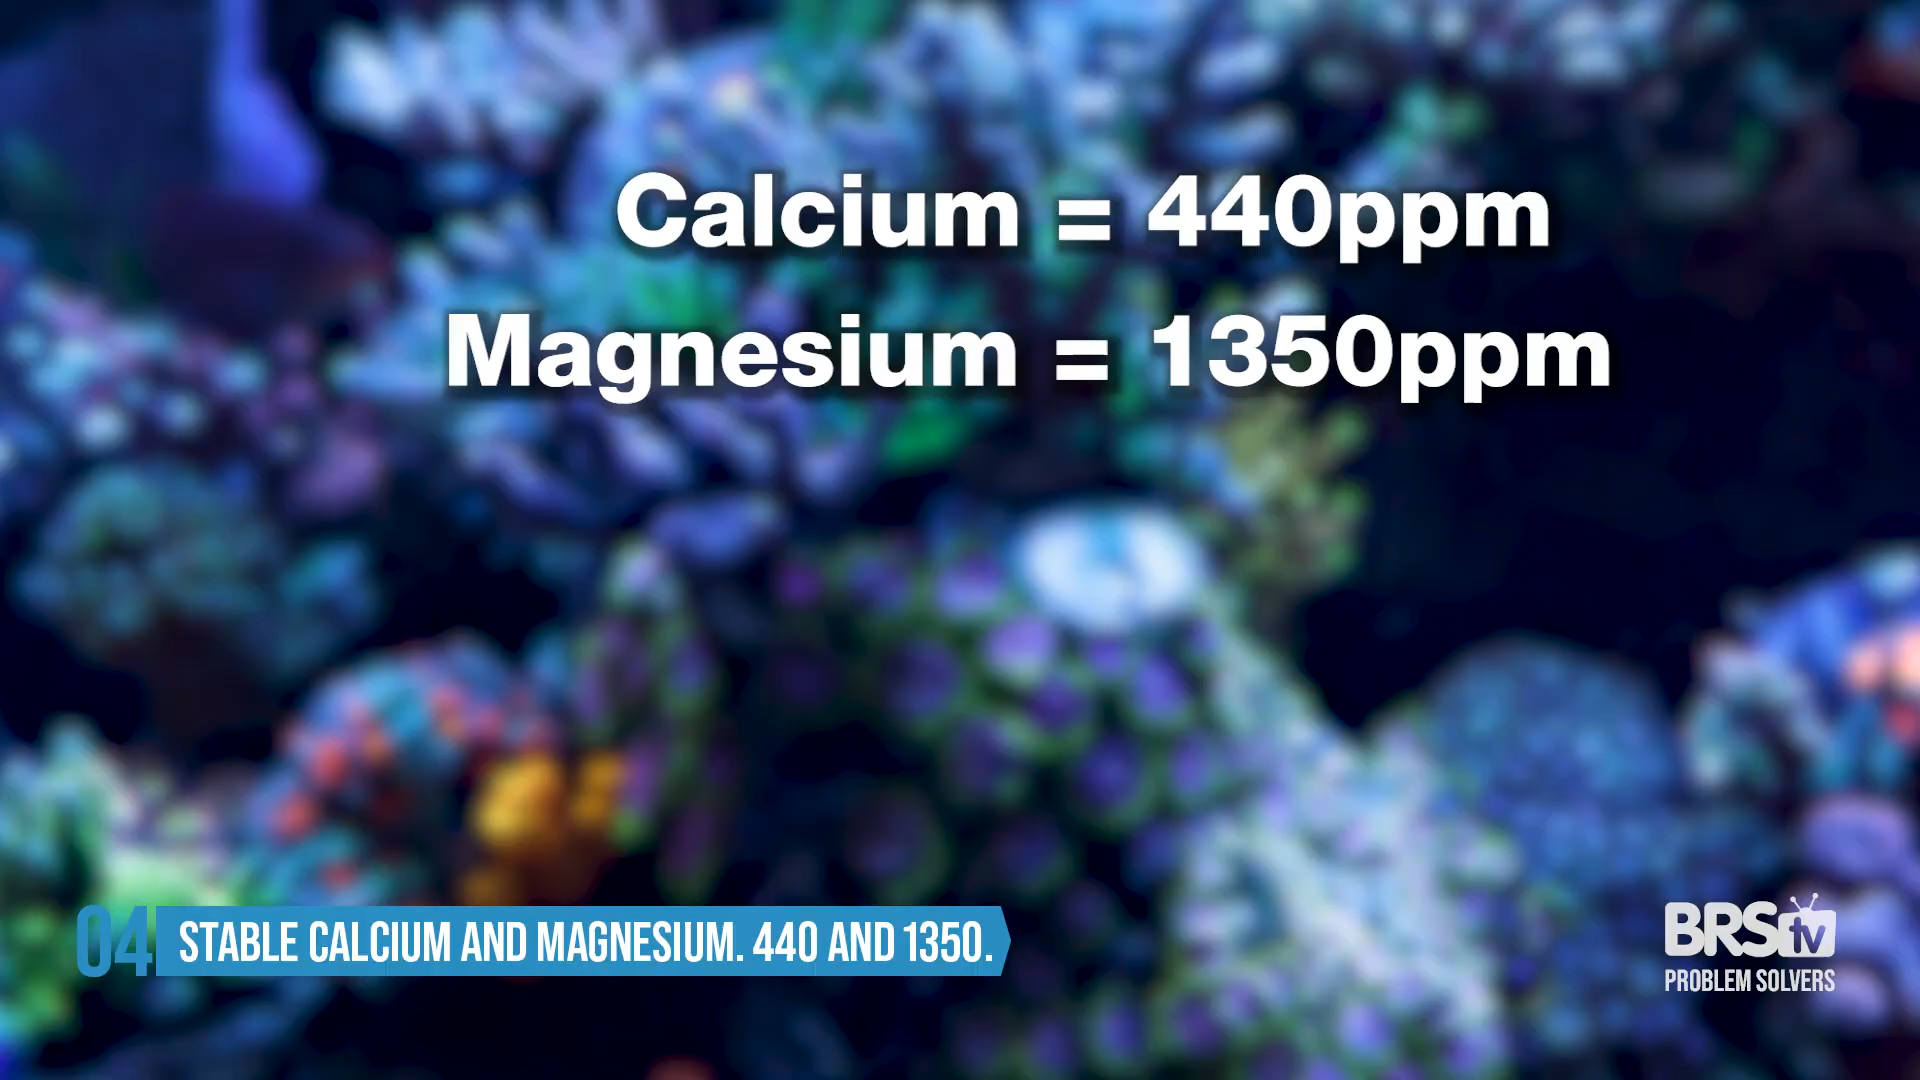 Calcium = 440ppm
Magnesium = 1350ppm
04 STABLE CALCIUM AND MAGNESIUM. 440 AND 1350.
BRStv
PROBLEM SOLVERS